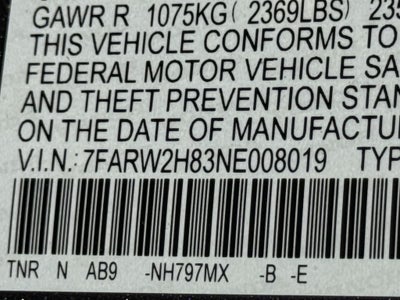 GAWR R 1075KG( 2369LBS) 235
THIS VEHICLE CONFORMS TO
FEDERAL MOTOR VEHICLE SA
AND THEFT PREVENTION STAN
ON THE DATE OF MANUFACTU
V.I.N.: 7FARW2H83NE008019 TYP
TNR N AB9 -NH797MX -B -E